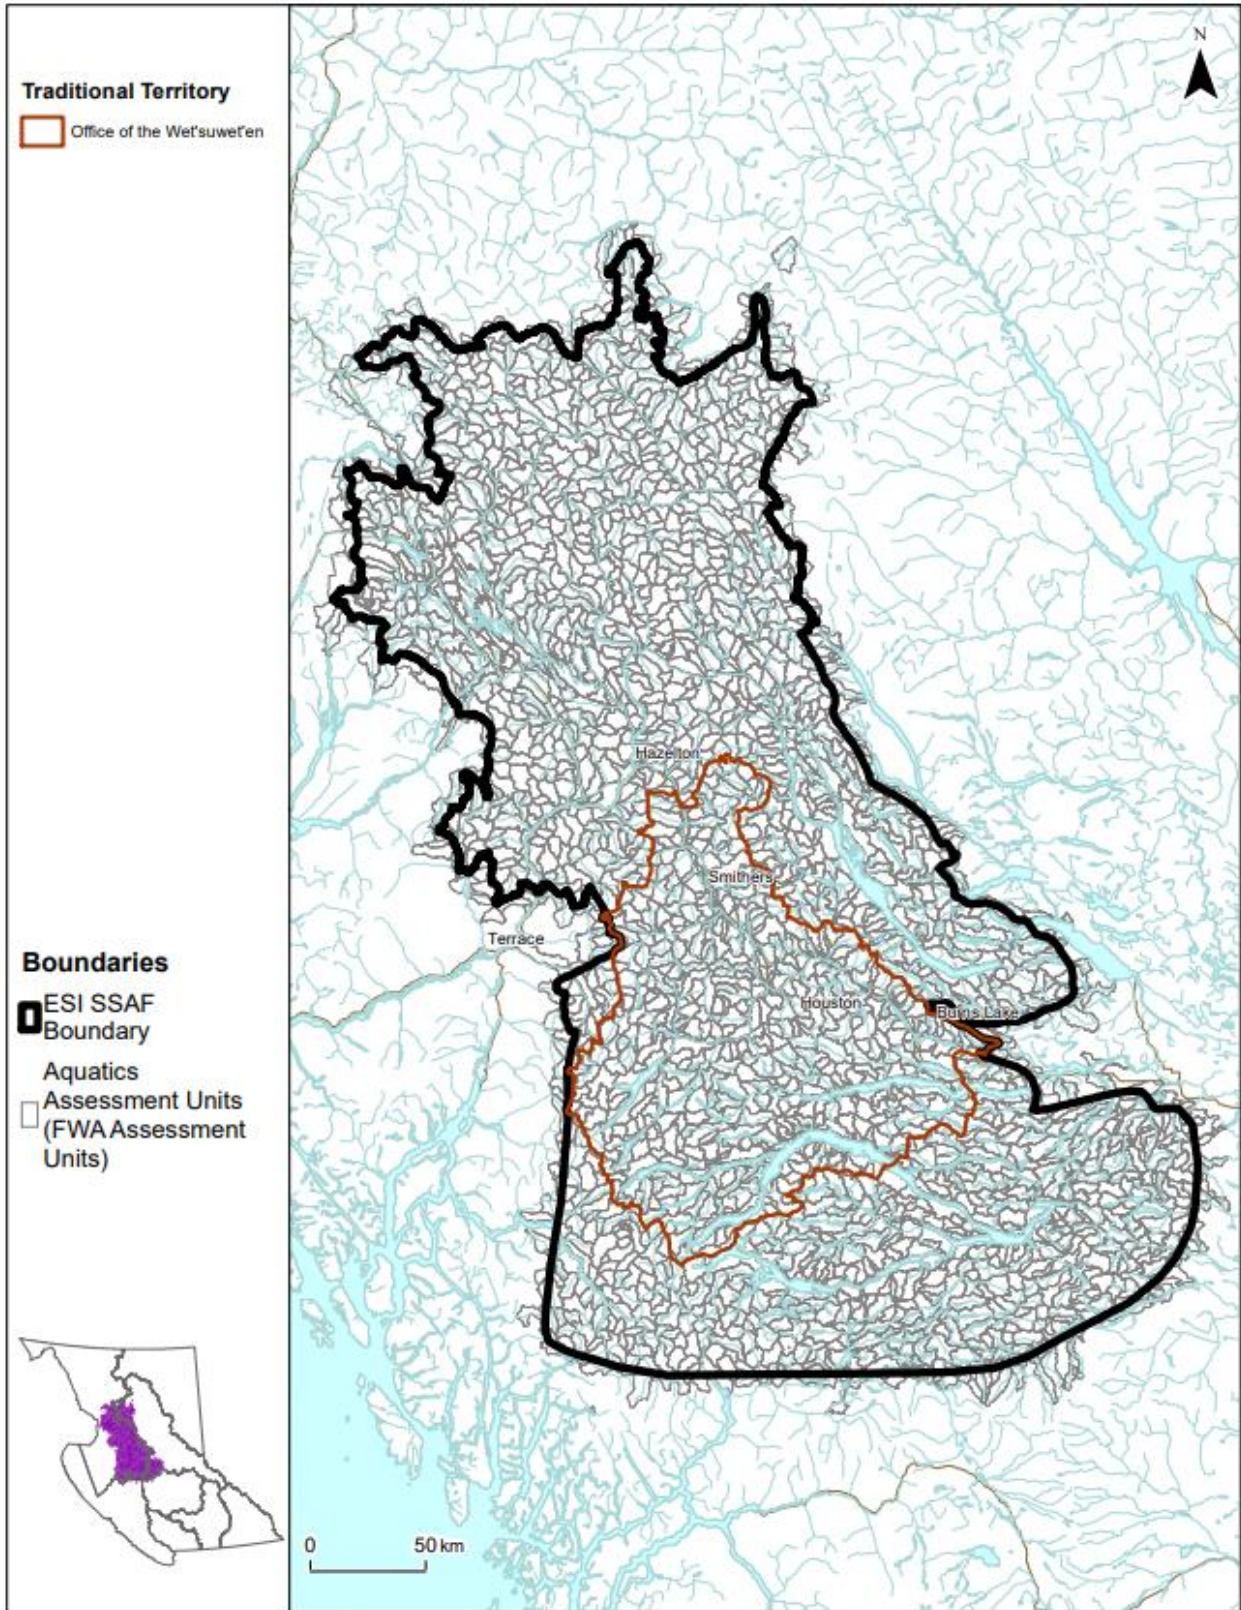 Traditional Territory
Office of the Wet'suwet'en
N
Hazelton
Smithers
Terrace
Houston
Burns Lake
Boundaries
ESI SSAF
Boundary
Aquatics
Assessment Units
(FWA Assessment
Units)
0 50 km